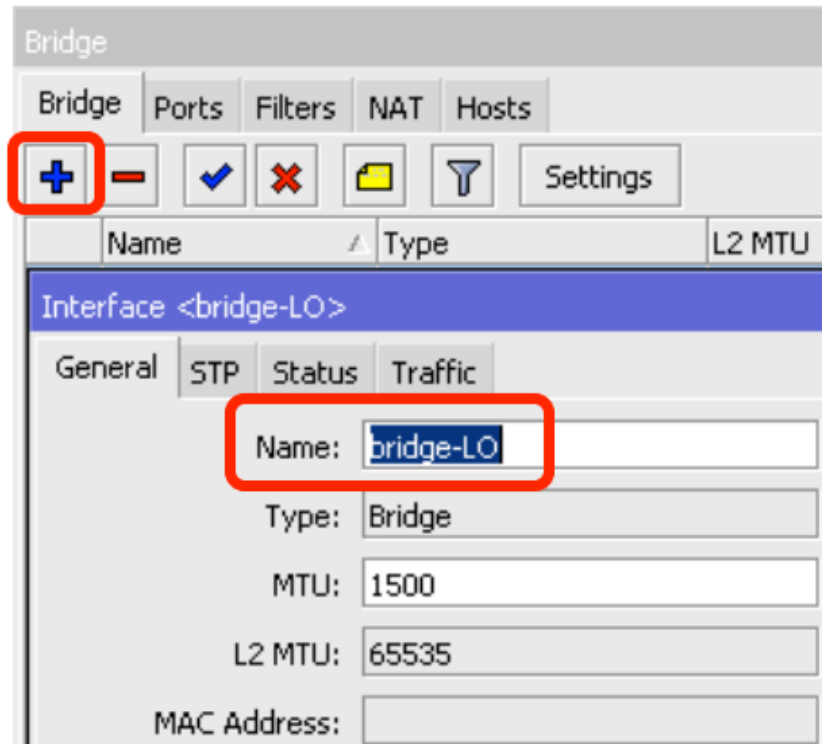 Bridge
Bridge Ports Filters NAT Hosts
Settings
Name Type L2 MTU
Interface <bridge-LO>
General STP Status Traffic
Name: bridge-LO
Type: Bridge
MTU: 1500
L2 MTU: 65535
MAC Address: